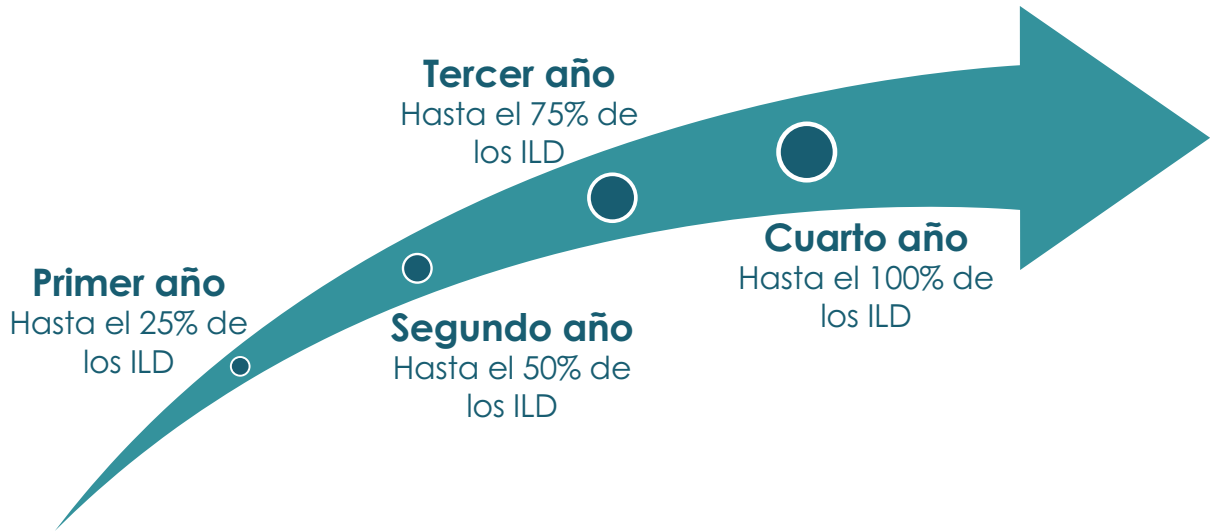 Primer año
Hasta el 25% de
los ILD
Segundo año
Hasta el 50% de
los ILD
Tercer año
Hasta el 75% de
los ILD
Cuarto año
Hasta el 100% de
los ILD